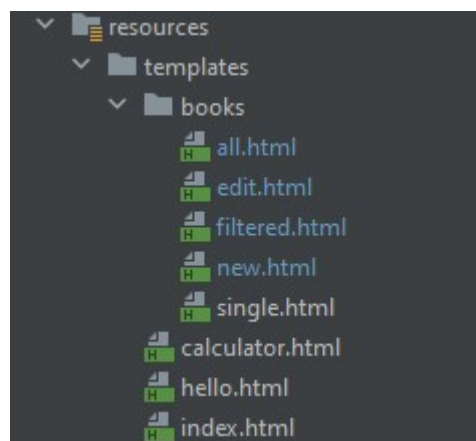 resources
templates
books
all.html
edit.html
filtered.html
new.html
single.html
calculator.html
hello.html
index.html